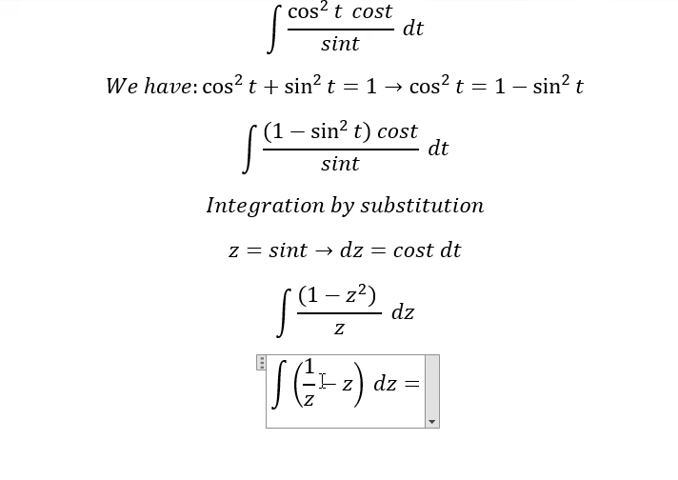 ∫ cos² t cost / sint dt
We have: cos² t + sin² t = 1 → cos² t = 1 − sin² t
∫ (1 − sin² t) cost / sint dt
Integration by substitution
z = sint → dz = cost dt
∫ (1 − z²) / z dz
∫ (1/z − z) dz =